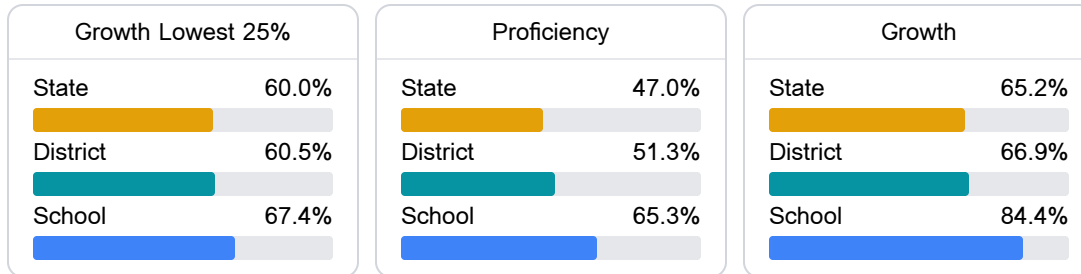 Growth Lowest 25%
State 60.0%
District 60.5%
School 67.4%
Proficiency
State 47.0%
District 51.3%
School 65.3%
Growth
State 65.2%
District 66.9%
School 84.4%